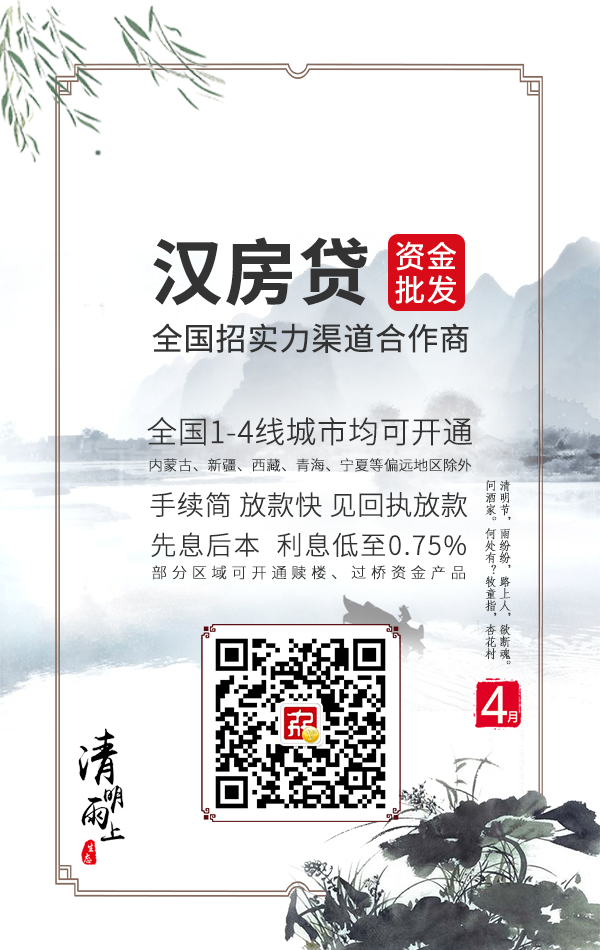 汉房贷
资金
批发
全国招实力渠道合作商
全国1-4线城市均可开通
内蒙古、新疆、西藏、青海、宁夏等偏远地区除外
手续简 放款快 见回执放款
先息后本 利息低至0.75%
部分区域可开通赎楼、过桥资金产品
清明节，雨纷纷，路上人，欲断魂。
问酒家。何处有？牧童指，杏花村
4月
清明雨上
生态